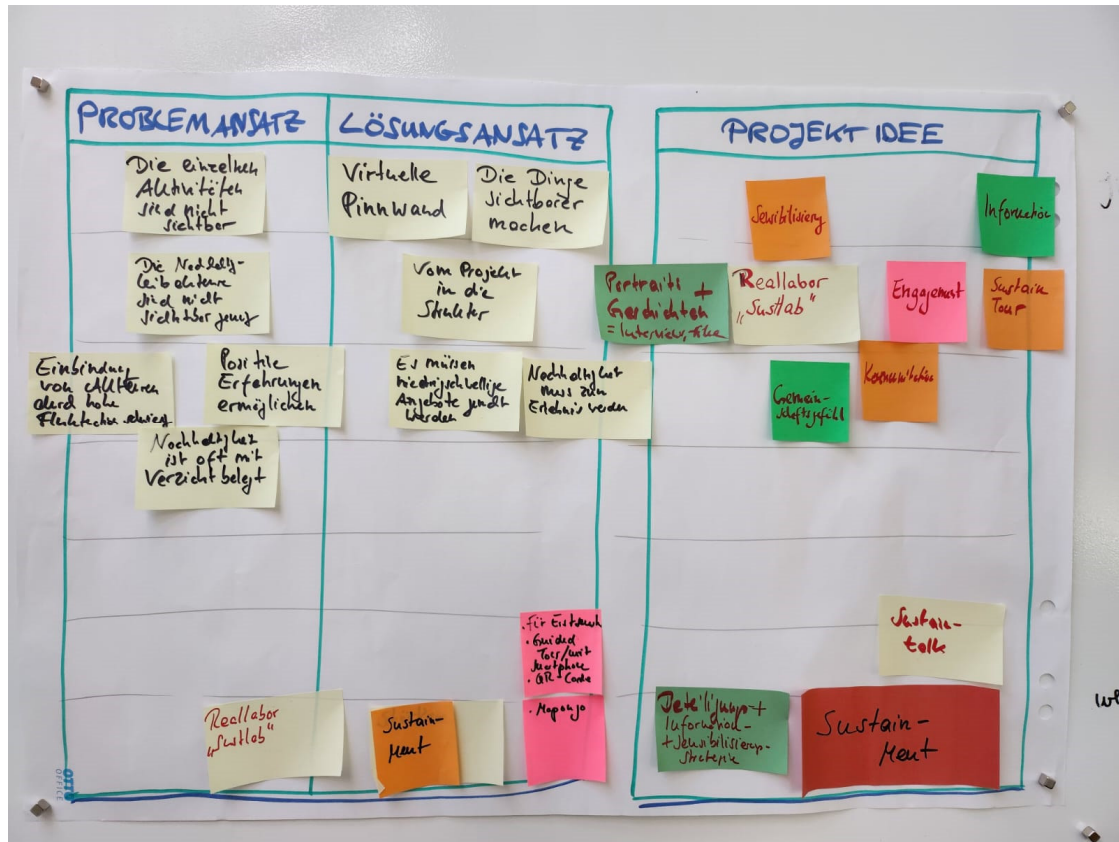 PROBLEMANSATZ
Die einzelnen
Aktivitäten
sind nicht
sichtbar
Die Nachhaltig-
keitsakteure
sind nicht
sichtbar genug
Einbindung
von Akteuren
durch hohe
Fluktuation schwierig
Positive
Erfahrungen
ermöglichen
Nachhaltigkeit
ist oft mit
Verzicht belegt
Reallabor
„Sustlab“
LÖSUNGSANSATZ
Virtuelle
Pinnwand
Die Dinge
sichtbarer
machen
Vom Projekt
in die
Struktur
Es müssen
niedrigschwellige
Angebote gemacht
werden
Nachhaltigkeit
muss zum
Erlebnis werden
· Für Erstsem
· Guided
Tour/mit
Smartphone
· QR Code
Sustain-
ment
PROJEKT IDEE
Sensibilisierung
Information
Portraits +
Geschichten
= Interviews, Filme
Reallabor
„Sustlab“
Engagement
Sustain
Tour
Gemein-
schaftsgefühl
Kommunikation
Sustain-
talk
Beteiligungs +
Information-
+ Sensibilisierungs-
strategie
Sustain-
ment
OFFICE